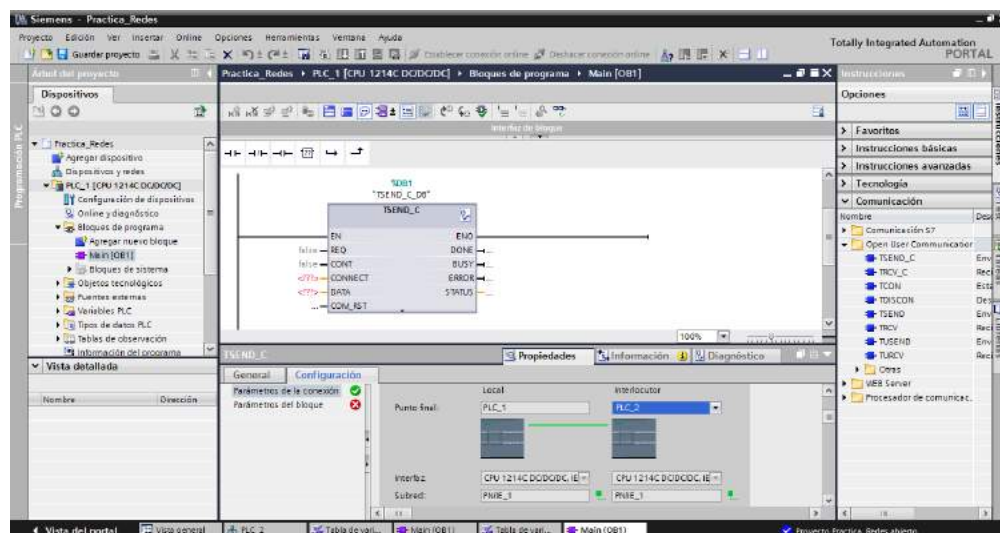 Siemens - Practica_Redes
Proyecto Edición Ver Insertar Online Opciones Herramientas Ventana Ayuda
Guardar proyecto Establecer conexión online Deshacer conexión online
Totally Integrated Automation
PORTAL
Árbol del proyecto
Dispositivos
Programación PLC
Practica_Redes
Agregar dispositivo
Dispositivos y redes
PLC_1 [CPU 1214C DC/DC/DC]
Configuración de dispositivos
Online y diagnóstico
Bloques de programa
Agregar nuevo bloque
Main [OB1]
Bloques de sistema
Objetos tecnológicos
Fuentes externas
Variables PLC
Tipos de datos PLC
Tablas de observación
Información del programa
Vista detallada
Nombre Dirección
Practica_Redes PLC_1 [CPU 1214C DC/DC/DC] Bloques de programa Main [OB1]
Interfaz de bloque
%DB1
"TSEND_C_DB"
TSEND_C
EN ENO
false REQ DONE
false CONT BUSY
<???> CONNECT ERROR
<???> DATA STATUS
... COM_RST
100%
TSEND_C
Propiedades Información Diagnóstico
General Configuración
Parámetros de la conexión
Parámetros del bloque
Local Interlocutor
Punto final: PLC_1 PLC_2
Interfaz: CPU 1214C DC/DC/DC, IE CPU 1214C DC/DC/DC, IE
Subred: PN/IE_1 PN/IE_1
Instrucciones
Opciones
Favoritos
Instrucciones básicas
Instrucciones avanzadas
Tecnología
Comunicación
Nombre
Comunicación S7
Open User Communication
TSEND_C
TRCV_C
TCON
TDISCON
TSEND
TRCV
TUSEND
TURCV
Otros
WEB Server
Procesador de comunicac.
Instrucciones
Vista del portal Vista general PLC_2 Tabla de vari... Main (OB1) Tabla de vari... Main (OB1) Proyecto Practica_Redes abierto